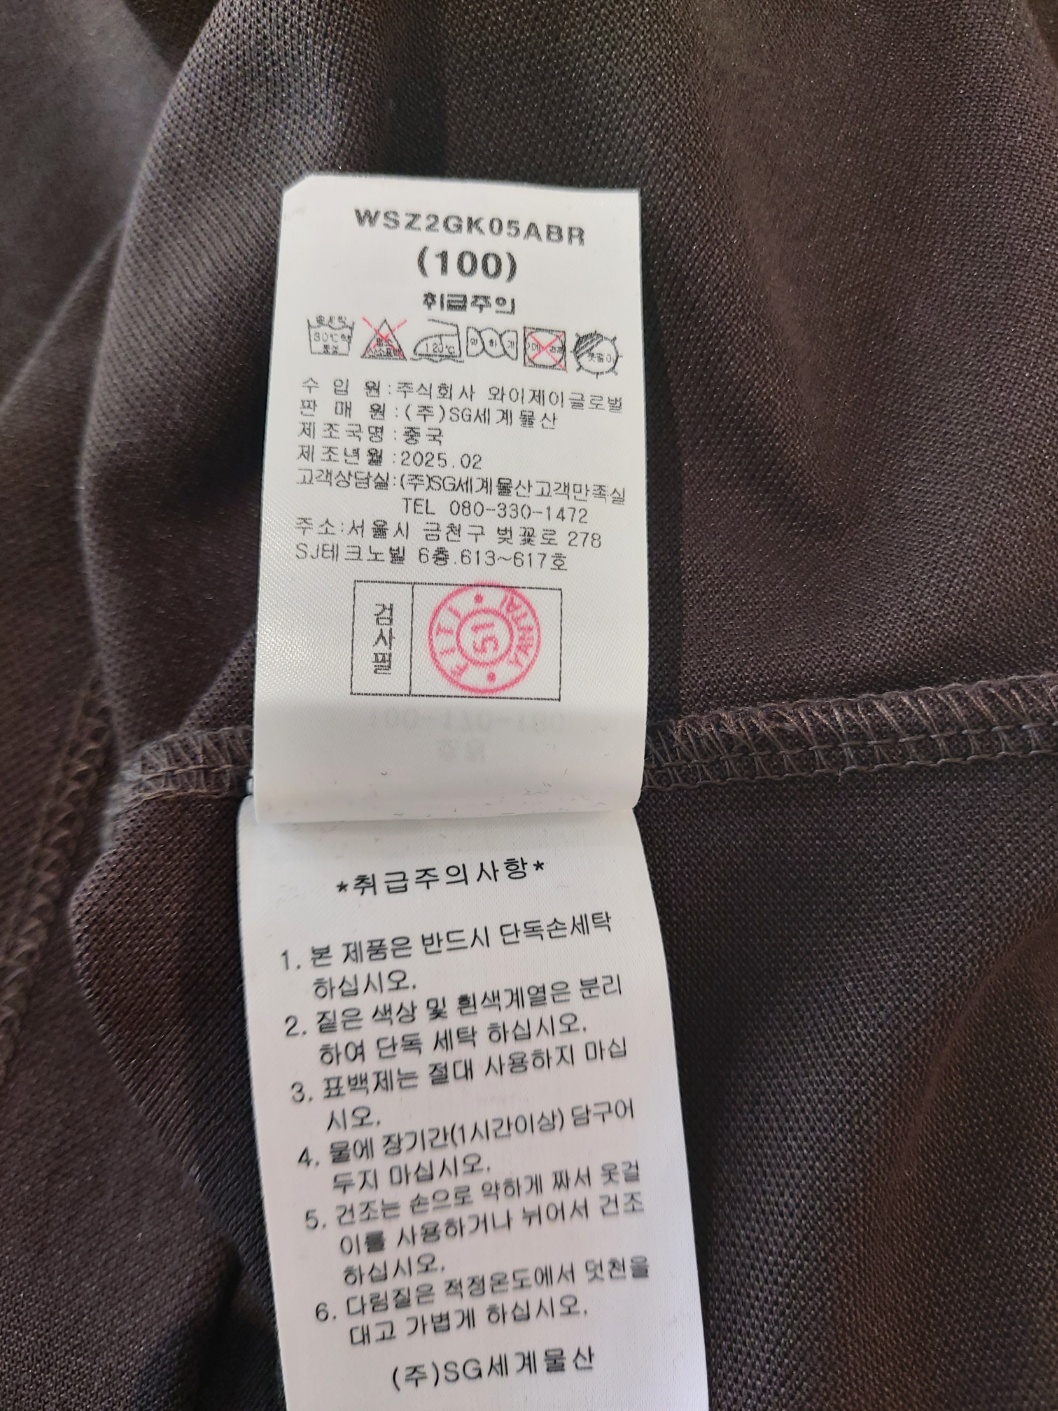 WSZ2GK05ABR
(100)
취급주의
30℃
120℃
약 하 게
수 입 원:주식회사 와이제이글로벌
판 매 원:(주)SG세계물산
제조국명:중국
제조년월:2025.02
고객상담실:(주)SG세계물산고객만족실
TEL 080-330-1472
주소:서울시 금천구 벚꽃로 278
SJ테크노빌 6층.613~617호
검사필
FITI 51 YANTAI
*취급주의사항*
1. 본 제품은 반드시 단독손세탁
하십시오.
2. 짙은 색상 및 흰색계열은 분리
하여 단독 세탁 하십시오.
3. 표백제는 절대 사용하지 마십
시오.
4. 물에 장기간(1시간이상) 담구어
두지 마십시오.
5. 건조는 손으로 약하게 짜서 옷걸
이를 사용하거나 뉘어서 건조
하십시오.
6. 다림질은 적정온도에서 덧천을
대고 가볍게 하십시오.
(주)SG세계물산